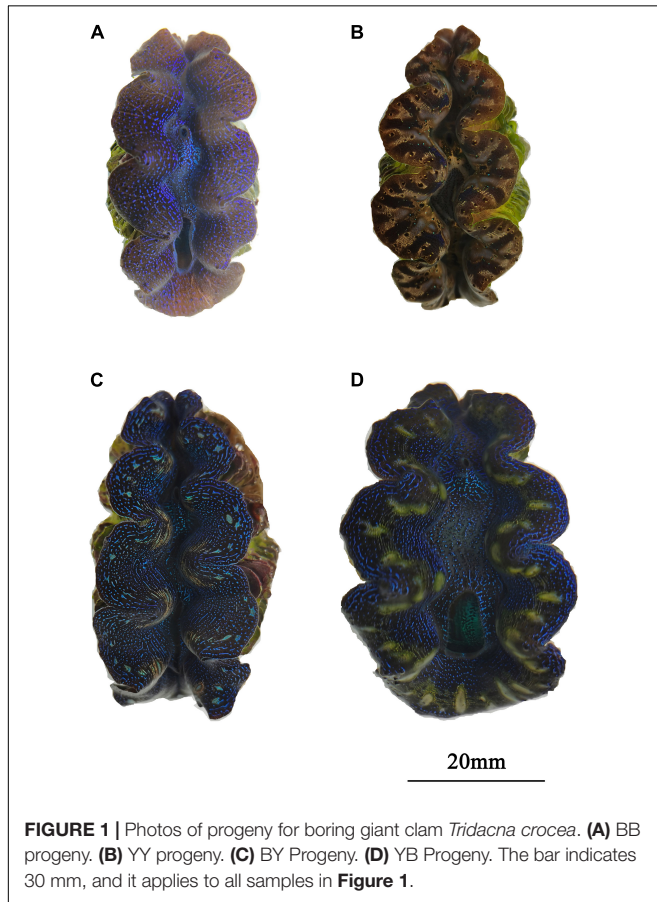 A
B
C
D
20mm
FIGURE 1 | Photos of progeny for boring giant clam Tridacna crocea. (A) BB
progeny. (B) YY progeny. (C) BY Progeny. (D) YB Progeny. The bar indicates
30 mm, and it applies to all samples in Figure 1.